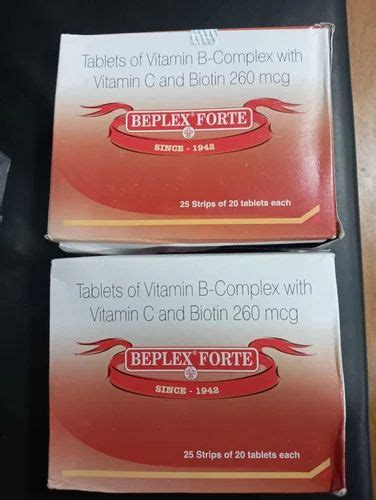 Tablets of Vitamin B-Complex with
Vitamin C and Biotin 260 mcg
BEPLEX® FORTE
SINCE - 1942
25 Strips of 20 tablets each
Tablets of Vitamin B-Complex with
Vitamin C and Biotin 260 mcg
BEPLEX® FORTE
SINCE - 1942
25 Strips of 20 tablets each